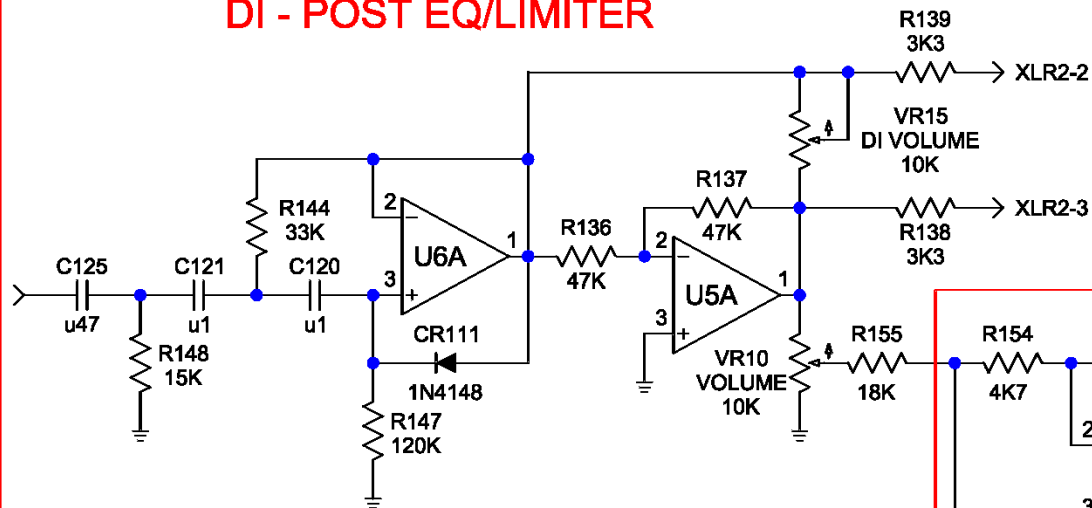 DI - POST EQ/LIMITER
R139
3K3
XLR2-2
VR15
DI VOLUME
10K
R137
47K
XLR2-3
R138
3K3
R144
33K
2
-
U6A
1
3
+
R136
47K
2
-
U5A
1
3
+
C125
u47
C121
u1
C120
u1
R148
15K
CR111
1N4148
R147
120K
VR10
VOLUME
10K
R155
18K
R154
4K7
2